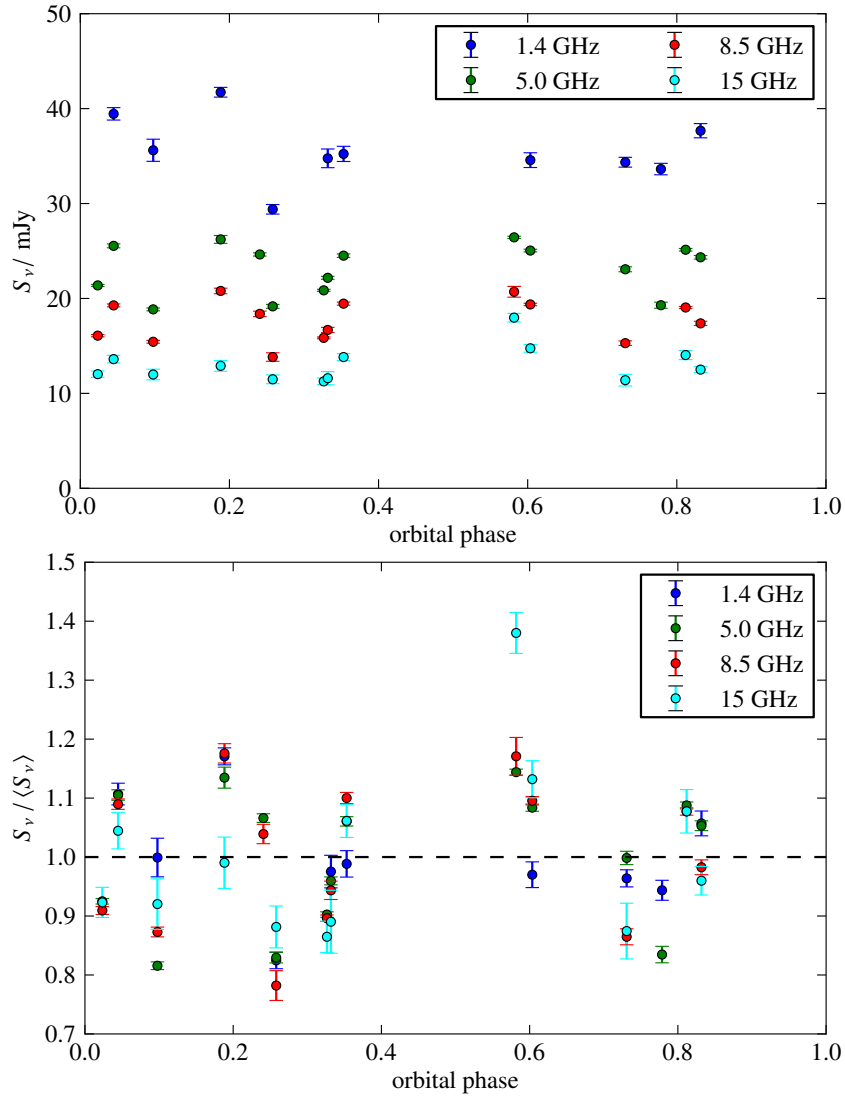 50
1.4 GHz 8.5 GHz
5.0 GHz 15 GHz
40
30
20
10
0
S_ν / mJy
0.0 0.2 0.4 0.6 0.8 1.0
orbital phase
1.5
1.4 GHz
5.0 GHz
8.5 GHz
15 GHz
1.4
1.3
1.2
1.1
1.0
0.9
0.8
0.7
S_ν / ⟨S_ν⟩
0.0 0.2 0.4 0.6 0.8 1.0
orbital phase